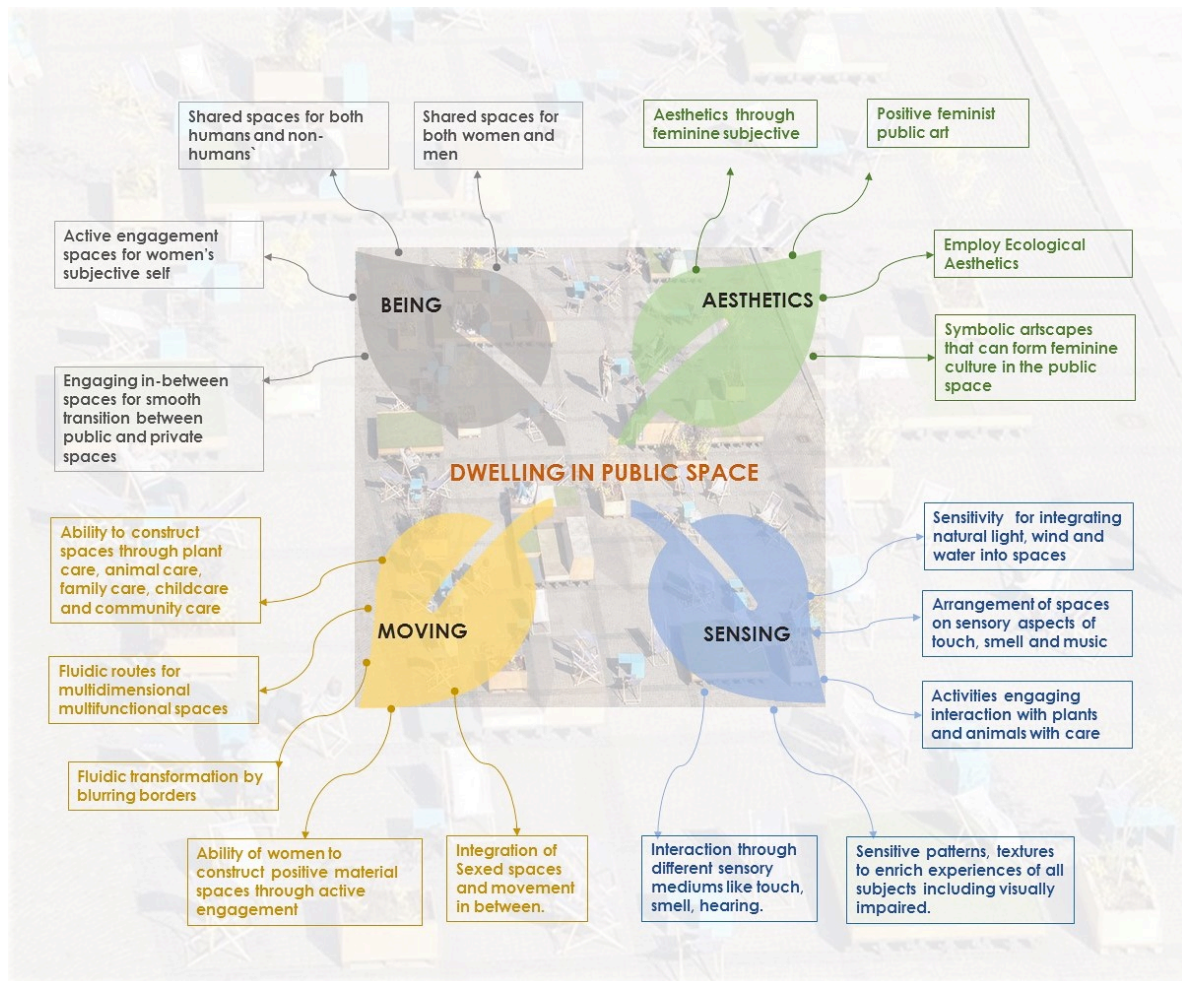 Shared spaces for both
humans and non-
humans`
Shared spaces for
both women and
men
Aesthetics through
feminine subjective
Positive feminist
public art
Active engagement
spaces for women's
subjective self
BEING
AESTHETICS
Employ Ecological
Aesthetics
Engaging in-between
spaces for smooth
transition between
public and private
spaces
Symbolic artscapes
that can form feminine
culture in the public
space
DWELLING IN PUBLIC SPACE
Ability to construct
spaces through plant
care, animal care,
family care, childcare
and community care
Sensitivity for integrating
natural light, wind and
water into spaces
MOVING
SENSING
Arrangement of spaces
on sensory aspects of
touch, smell and music
Fluidic routes for
multidimensional
multifunctional spaces
Activities engaging
interaction with plants
and animals with care
Fluidic transformation by
blurring borders
Ability of women to
construct positive material
spaces through active
engagement
Integration of
Sexed spaces
and movement
in between.
Interaction through
different sensory
mediums like touch,
smell, hearing.
Sensitive patterns, textures
to enrich experiences of all
subjects including visually
impaired.